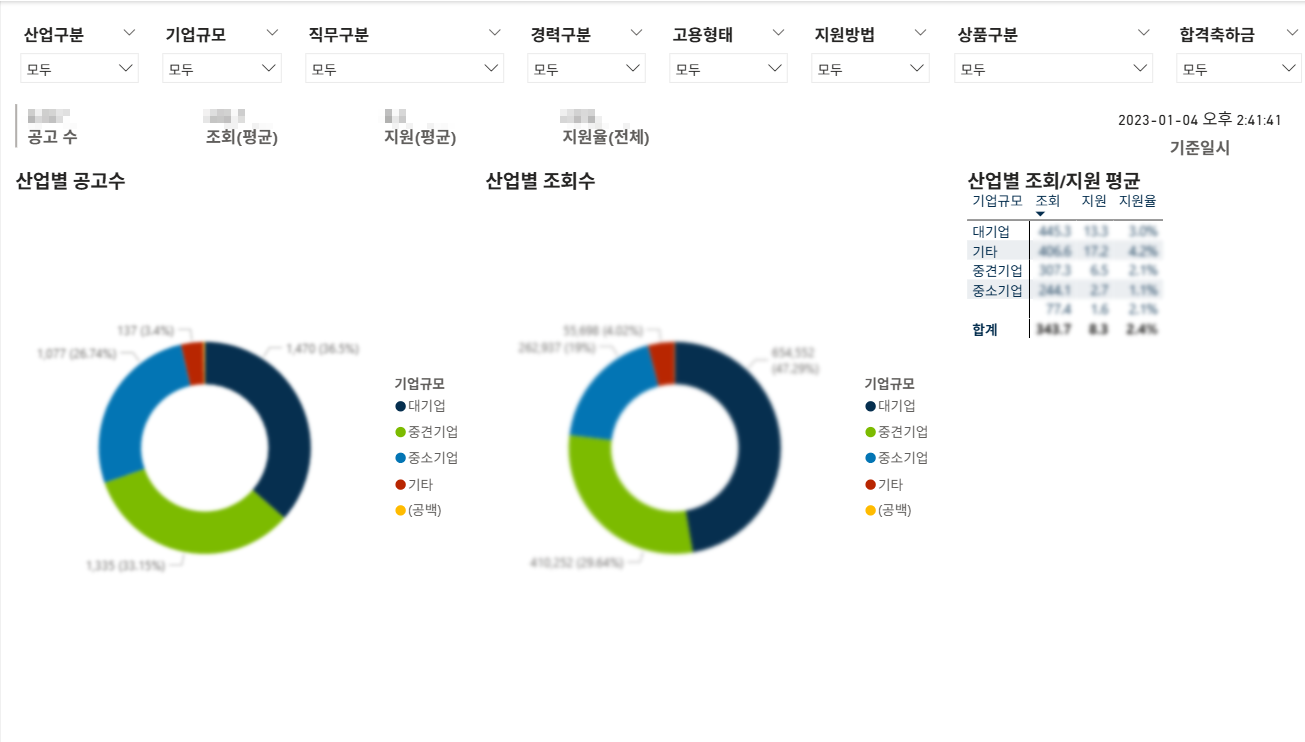 산업구분 기업규모 직무구분 경력구분 고용형태 지원방법 상품구분 합격축하금
모두 모두 모두 모두 모두 모두 모두 모두
공고 수 조회(평균) 지원(평균) 지원율(전체)
2023-01-04 오후 2:41:41
기준일시
산업별 공고수
137 (3.4%)
1,077 (26.74%)
1,470 (36.5%)
1,335 (33.15%)
기업규모
대기업
중견기업
중소기업
기타
(공백)
산업별 조회수
55,698 (4.02%)
262,937 (19%)
654,552
(47.29%)
410,252 (29.64%)
기업규모
대기업
중견기업
중소기업
기타
(공백)
산업별 조회/지원 평균
기업규모 조회 지원 지원율
대기업 445.3 13.3 3.0%
기타 406.6 17.2 4.2%
중견기업 307.3 6.5 2.1%
중소기업 244.1 2.7 1.1%
77.4 1.6 2.1%
합계 343.7 8.3 2.4%